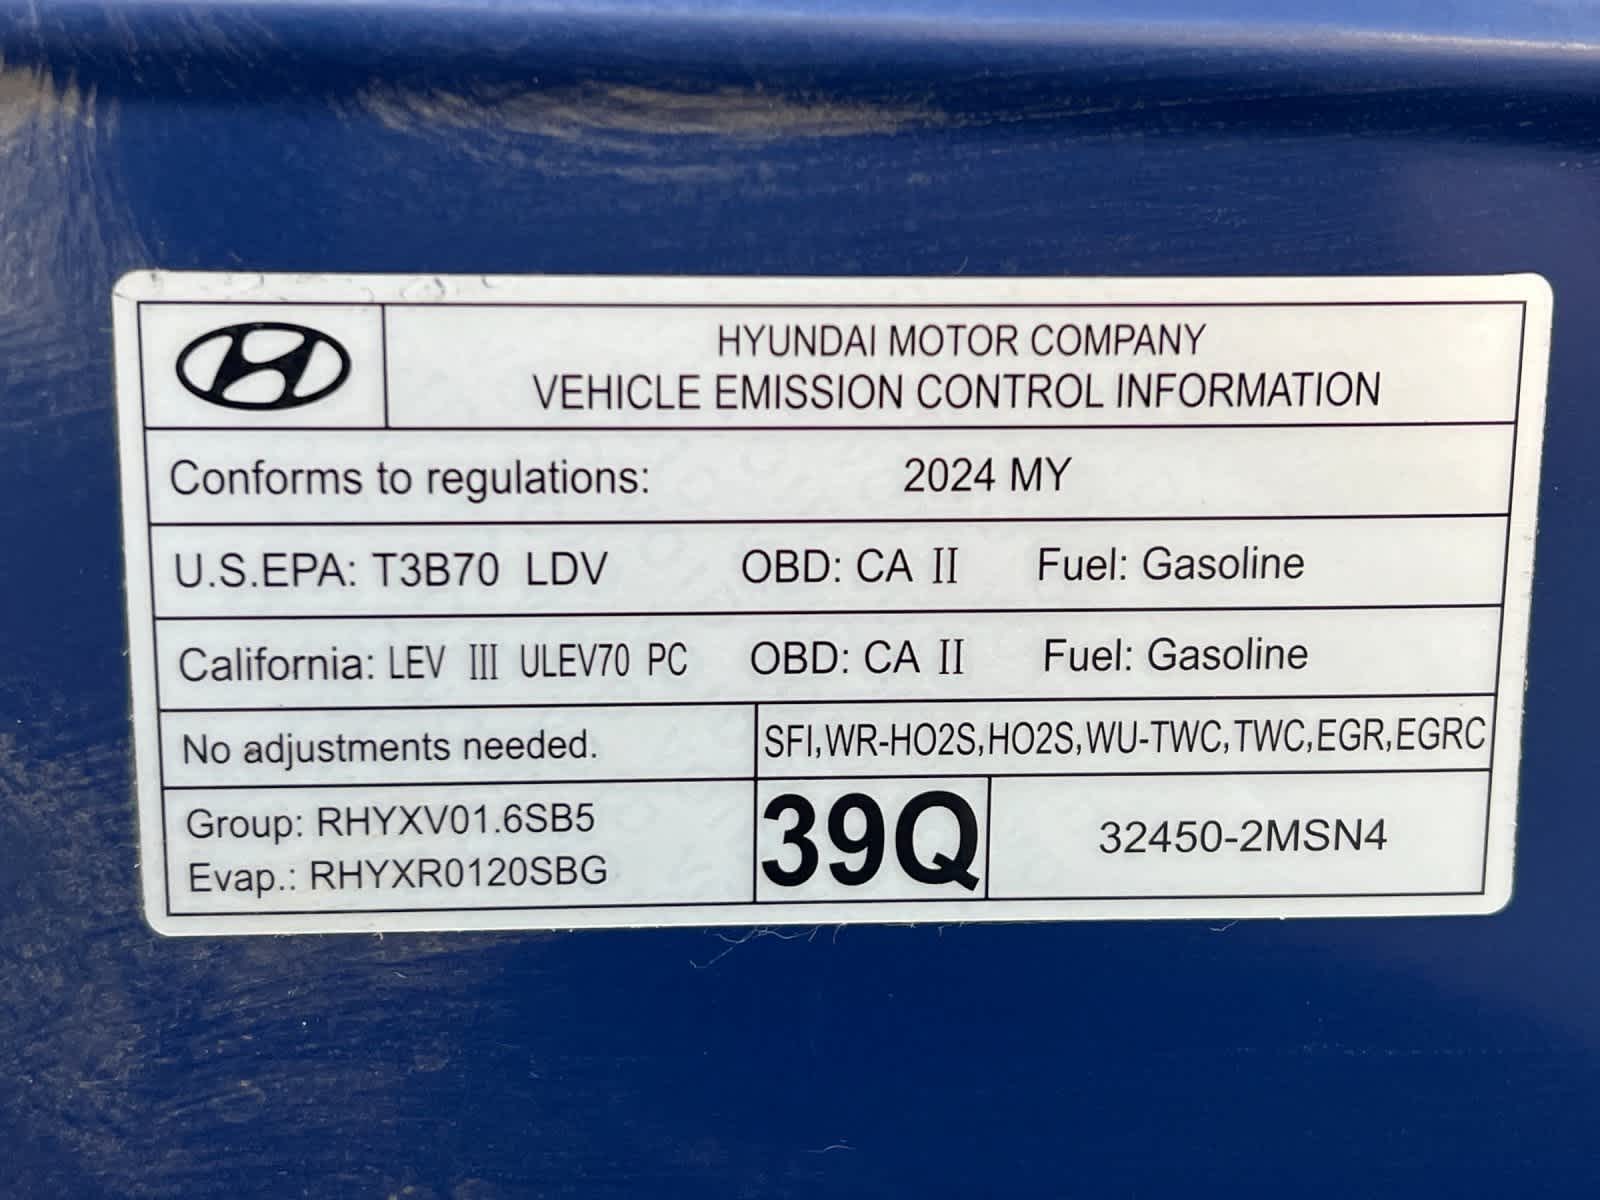 HYUNDAI MOTOR COMPANY
VEHICLE EMISSION CONTROL INFORMATION
Conforms to regulations: 2024 MY
U.S.EPA: T3B70 LDV OBD: CA II Fuel: Gasoline
California: LEV III ULEV70 PC OBD: CA II Fuel: Gasoline
No adjustments needed. SFI,WR-HO2S,HO2S,WU-TWC,TWC,EGR,EGRC
Group: RHYXV01.6SB5
Evap.: RHYXR0120SBG
39Q
32450-2MSN4